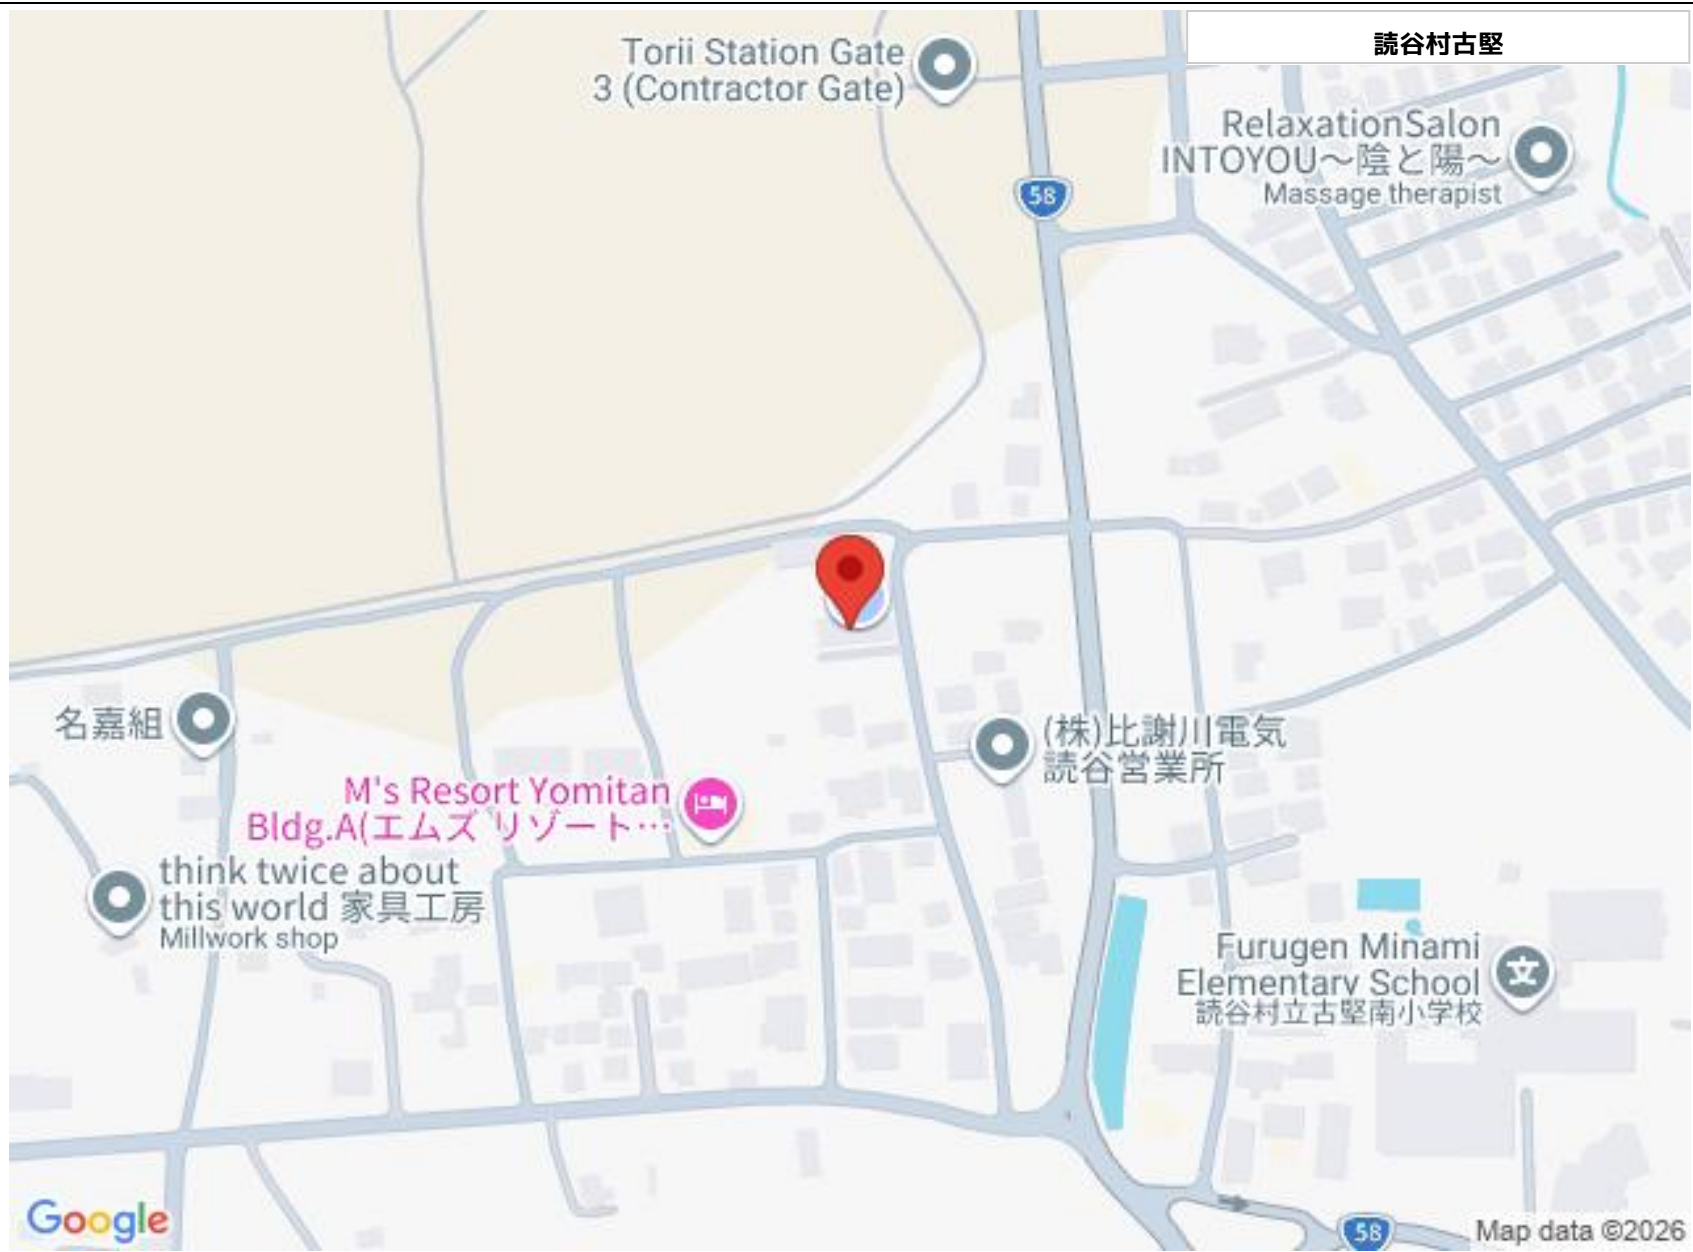 読谷村古堅
Torii Station Gate
3 (Contractor Gate)
58
RelaxationSalon
INTOYOU～陰と陽～
Massage therapist
名嘉組
(株)比謝川電気
読谷営業所
M's Resort Yomitan
Bldg.A(エムズ リゾート…
think twice about
this world 家具工房
Millwork shop
Furugen Minami
Elementary School
読谷村立古堅南小学校
文
Google
58
Map data ©2026